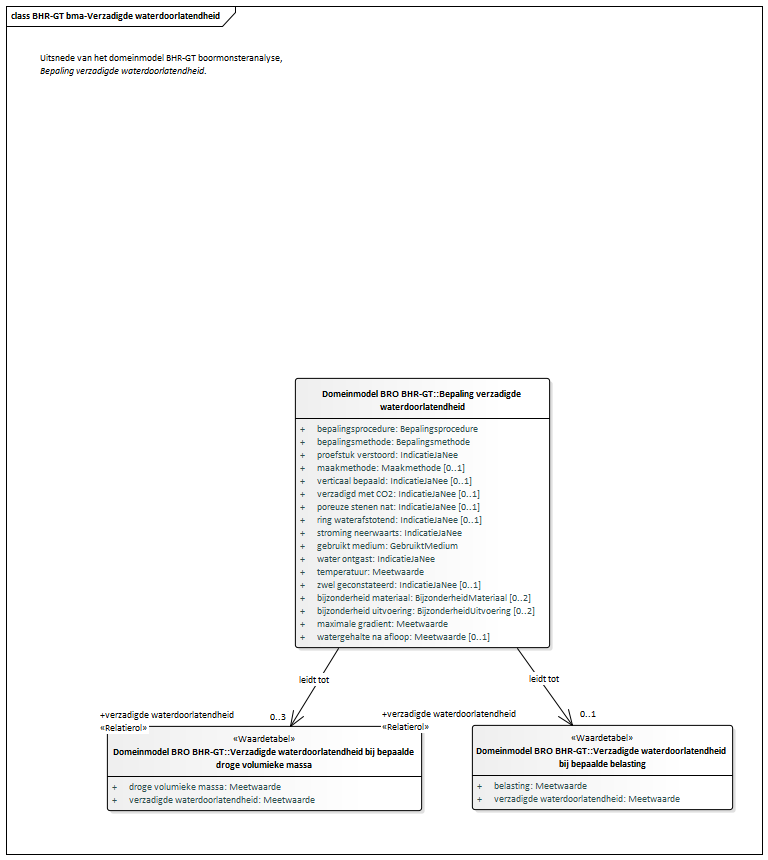 class BHR-GT bma-Verzadigde waterdoorlatendheid
Uitsnede van het domeinmodel BHR-GT boormonsteranalyse,
Bepaling verzadigde waterdoorlatendheid.
Domeinmodel BRO BHR-GT::Bepaling verzadigde
waterdoorlatendheid
+ bepalingsprocedure: Bepalingsprocedure
+ bepalingsmethode: Bepalingsmethode
+ proefstuk verstoord: IndicatieJaNee
+ maakmethode: Maakmethode [0..1]
+ verticaal bepaald: IndicatieJaNee [0..1]
+ verzadigd met CO2: IndicatieJaNee [0..1]
+ poreuze stenen nat: IndicatieJaNee [0..1]
+ ring waterafstotend: IndicatieJaNee [0..1]
+ stroming neerwaarts: IndicatieJaNee
+ gebruikt medium: GebruiktMedium
+ water ontgast: IndicatieJaNee
+ temperatuur: Meetwaarde
+ zwel geconstateerd: IndicatieJaNee [0..1]
+ bijzonderheid materiaal: BijzonderheidMateriaal [0..2]
+ bijzonderheid uitvoering: BijzonderheidUitvoering [0..2]
+ maximale gradient: Meetwaarde
+ watergehalte na afloop: Meetwaarde [0..1]
leidt tot
leidt tot
+verzadigde waterdoorlatendheid
0..3
«Relatierol»
+verzadigde waterdoorlatendheid
0..1
«Relatierol»
«Waardetabel»
Domeinmodel BRO BHR-GT::Verzadigde waterdoorlatendheid bij bepaalde
droge volumieke massa
+ droge volumieke massa: Meetwaarde
+ verzadigde waterdoorlatendheid: Meetwaarde
«Waardetabel»
Domeinmodel BRO BHR-GT::Verzadigde waterdoorlatendheid
bij bepaalde belasting
+ belasting: Meetwaarde
+ verzadigde waterdoorlatendheid: Meetwaarde